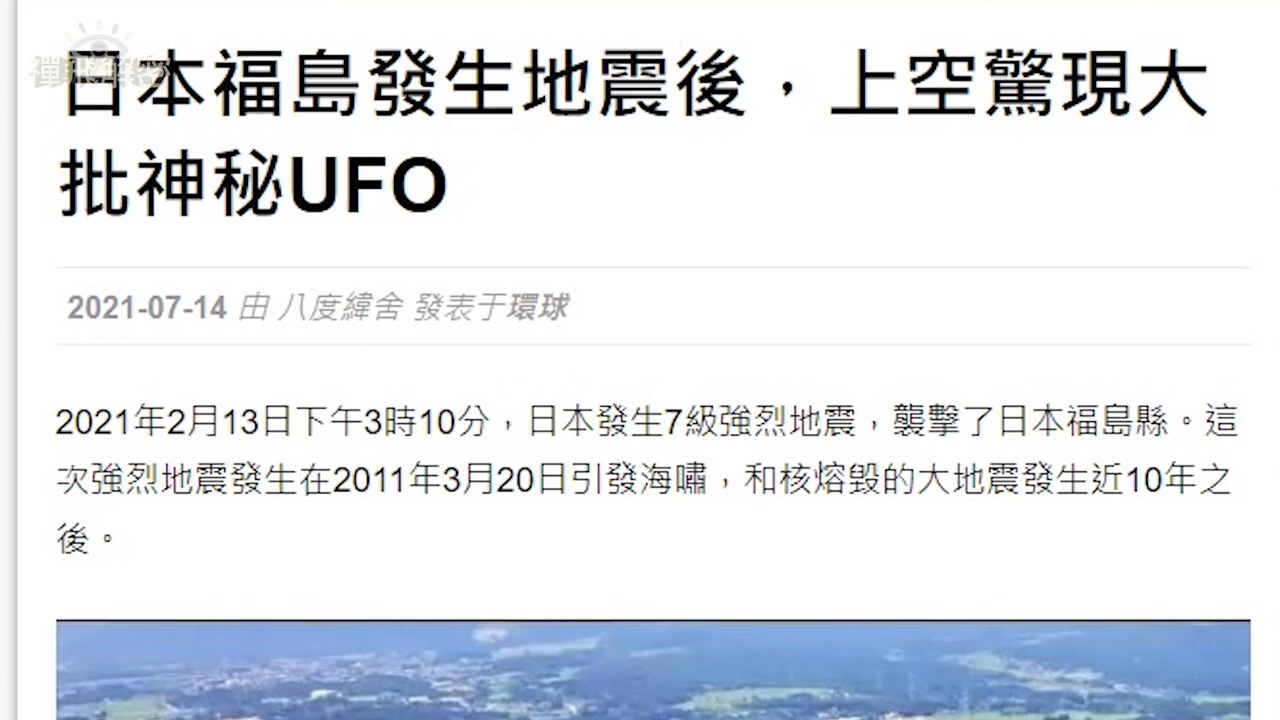 日本福島發生地震後，上空驚現大
批神秘UFO
2021-07-14 由 八度緯舍 發表于環球
2021年2月13日下午3時10分，日本發生7級強烈地震，襲擊了日本福島縣。這
次強烈地震發生在2011年3月20日引發海嘯，和核熔毀的大地震發生近10年之
後。